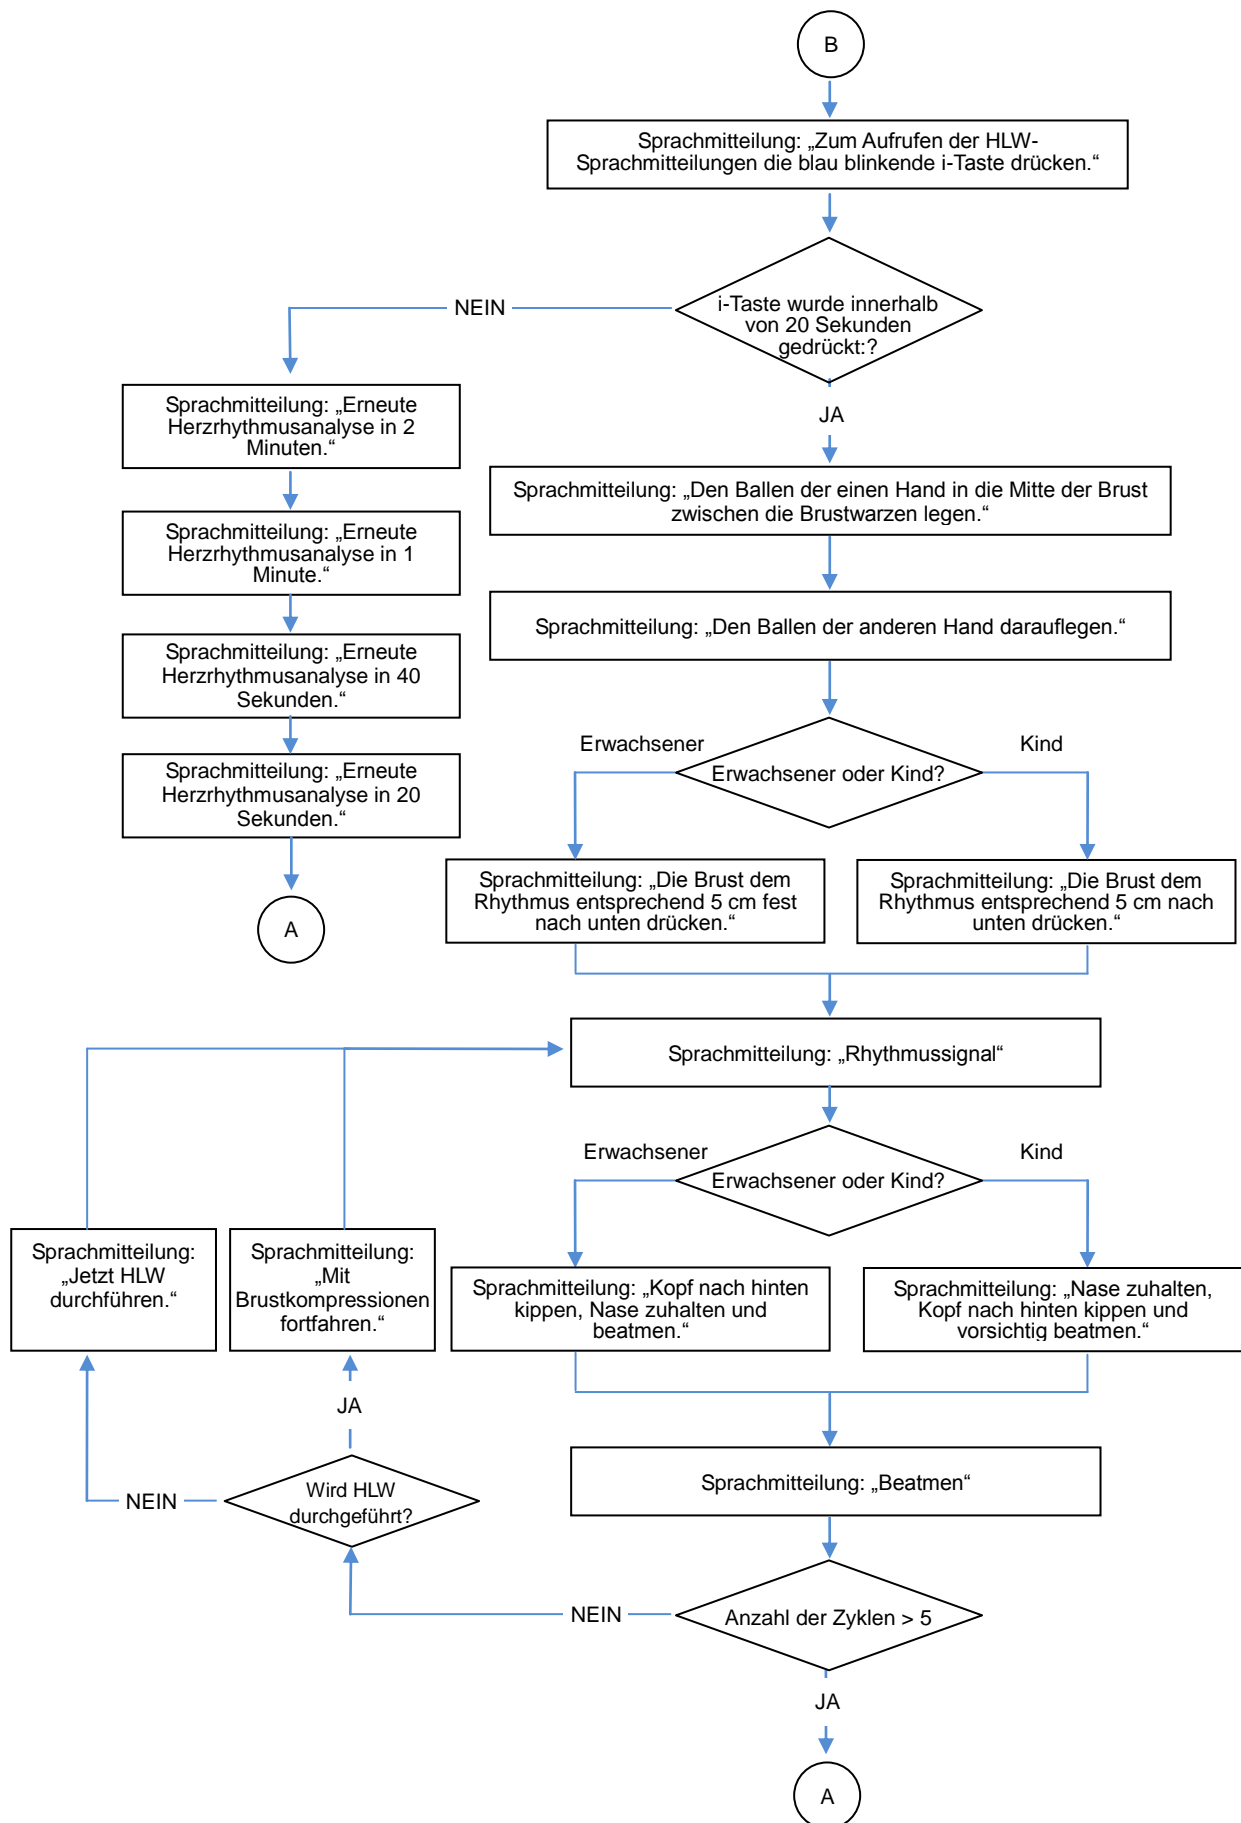 B
Sprachmitteilung: „Zum Aufrufen der HLW-
Sprachmitteilungen die blau blinkende i-Taste drücken.“
i-Taste wurde innerhalb
von 20 Sekunden
gedrückt:?
NEIN
JA
Sprachmitteilung: „Erneute
Herzrhythmusanalyse in 2
Minuten.“
Sprachmitteilung: „Erneute
Herzrhythmusanalyse in 1
Minute.“
Sprachmitteilung: „Erneute
Herzrhythmusanalyse in 40
Sekunden.“
Sprachmitteilung: „Erneute
Herzrhythmusanalyse in 20
Sekunden.“
A
Sprachmitteilung: „Den Ballen der einen Hand in die Mitte der Brust
zwischen die Brustwarzen legen.“
Sprachmitteilung: „Den Ballen der anderen Hand darauflegen.“
Erwachsener
Kind
Erwachsener oder Kind?
Sprachmitteilung: „Die Brust dem
Rhythmus entsprechend 5 cm fest
nach unten drücken.“
Sprachmitteilung: „Die Brust dem
Rhythmus entsprechend 5 cm nach
unten drücken.“
Sprachmitteilung: „Rhythmussignal“
Erwachsener
Kind
Erwachsener oder Kind?
Sprachmitteilung:
„Jetzt HLW
durchführen.“
Sprachmitteilung:
„Mit
Brustkompressionen
fortfahren.“
Sprachmitteilung: „Kopf nach hinten
kippen, Nase zuhalten und
beatmen.“
Sprachmitteilung: „Nase zuhalten,
Kopf nach hinten kippen und
vorsichtig beatmen.“
JA
Sprachmitteilung: „Beatmen“
NEIN
Wird HLW
durchgeführt?
NEIN
Anzahl der Zyklen > 5
JA
A